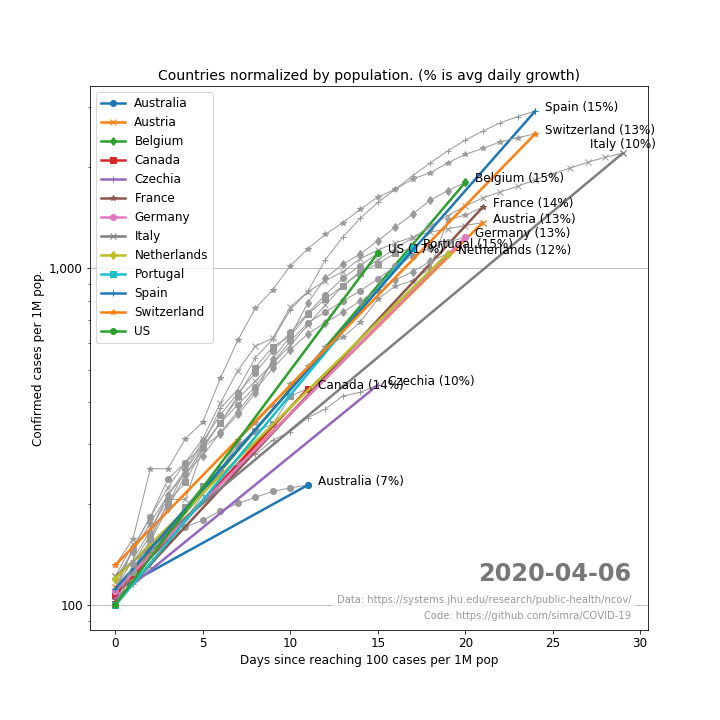 Countries normalized by population. (% is avg daily growth)
Australia
Austria
Belgium
Canada
Czechia
France
Germany
Italy
Netherlands
Portugal
Spain
Switzerland
US
Spain (15%)
Switzerland (13%)
Italy (10%)
Belgium (15%)
France (14%)
Austria (13%)
Germany (13%)
US (17%)
Portugal (15%)
Netherlands (12%)
Canada (14%)
Czechia (10%)
Australia (7%)
1,000
100
Confirmed cases per 1M pop.
2020-04-06
Data: https://systems.jhu.edu/research/public-health/ncov/
Code: https://github.com/simra/COVID-19
0 5 10 15 20 25 30
Days since reaching 100 cases per 1M pop